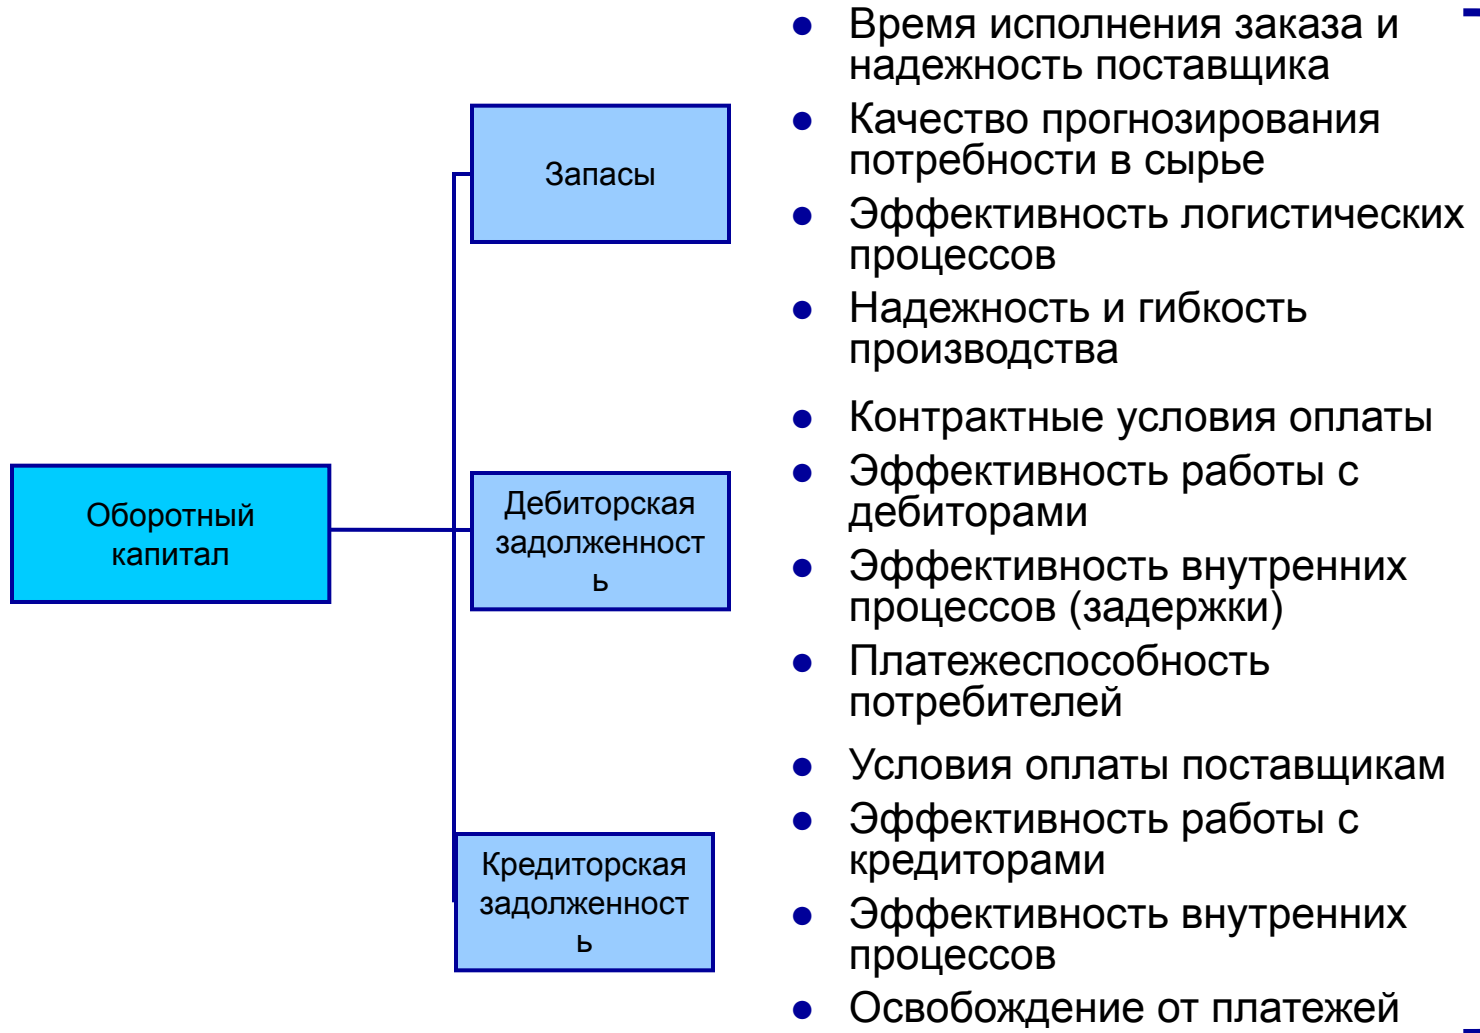 Оборотный
капитал
Запасы
Время исполнения заказа и
надежность поставщика
Качество прогнозирования
потребности в сырье
Эффективность логистических
процессов
Надежность и гибкость
производства
Дебиторская
задолженност
ь
Контрактные условия оплаты
Эффективность работы с
дебиторами
Эффективность внутренних
процессов (задержки)
Платежеспособность
потребителей
Кредиторская
задолженност
ь
Условия оплаты поставщикам
Эффективность работы с
кредиторами
Эффективность внутренних
процессов
Освобождение от платежей